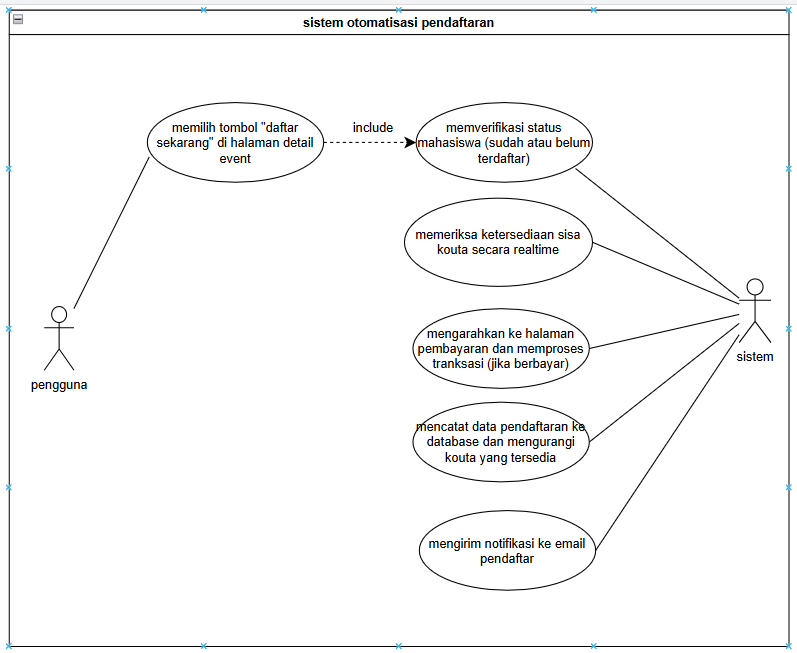 sistem otomatisasi pendaftaran
memilih tombol "daftar
sekarang" di halaman detail
event
include
memverifikasi status
mahasiswa (sudah atau belum
terdaftar)
memeriksa ketersediaan sisa
kouta secara realtime
mengarahkan ke halaman
pembayaran dan memproses
tranksasi (jika berbayar)
mencatat data pendaftaran ke
database dan mengurangi
kouta yang tersedia
mengirim notifikasi ke email
pendaftar
pengguna
sistem